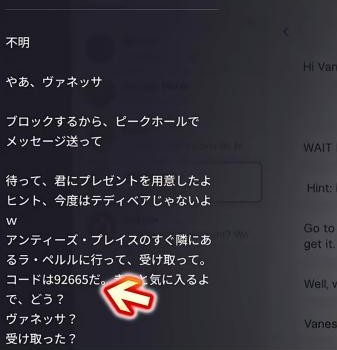 不明
やあ、ヴァネッサ
ブロックするから、ピークホールで
メッセージ送って
待って、君にプレゼントを用意したよ
ヒント、今度はテディベアじゃないよ
w
アンティーズ・プレイスのすぐ隣にあ
るラ・ペルルに行って、受け取って。
コードは92665だ。 と気に入るよ
で、どう？
ヴァネッサ？
受け取った？
Hi Van
WAIT
Hint: i
Go to
get it.
Well, v
Vanes